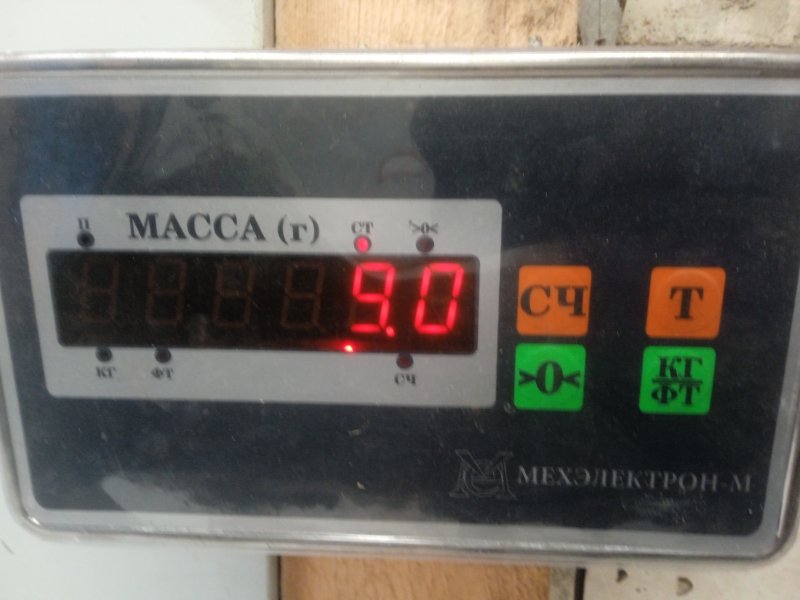 П
МАССА (г)
СТ
>0<
9.0
КГ
ФТ
СЧ
СЧ
Т
>0<
КГ
ФТ
МЕХЭЛЕКТРОН-М